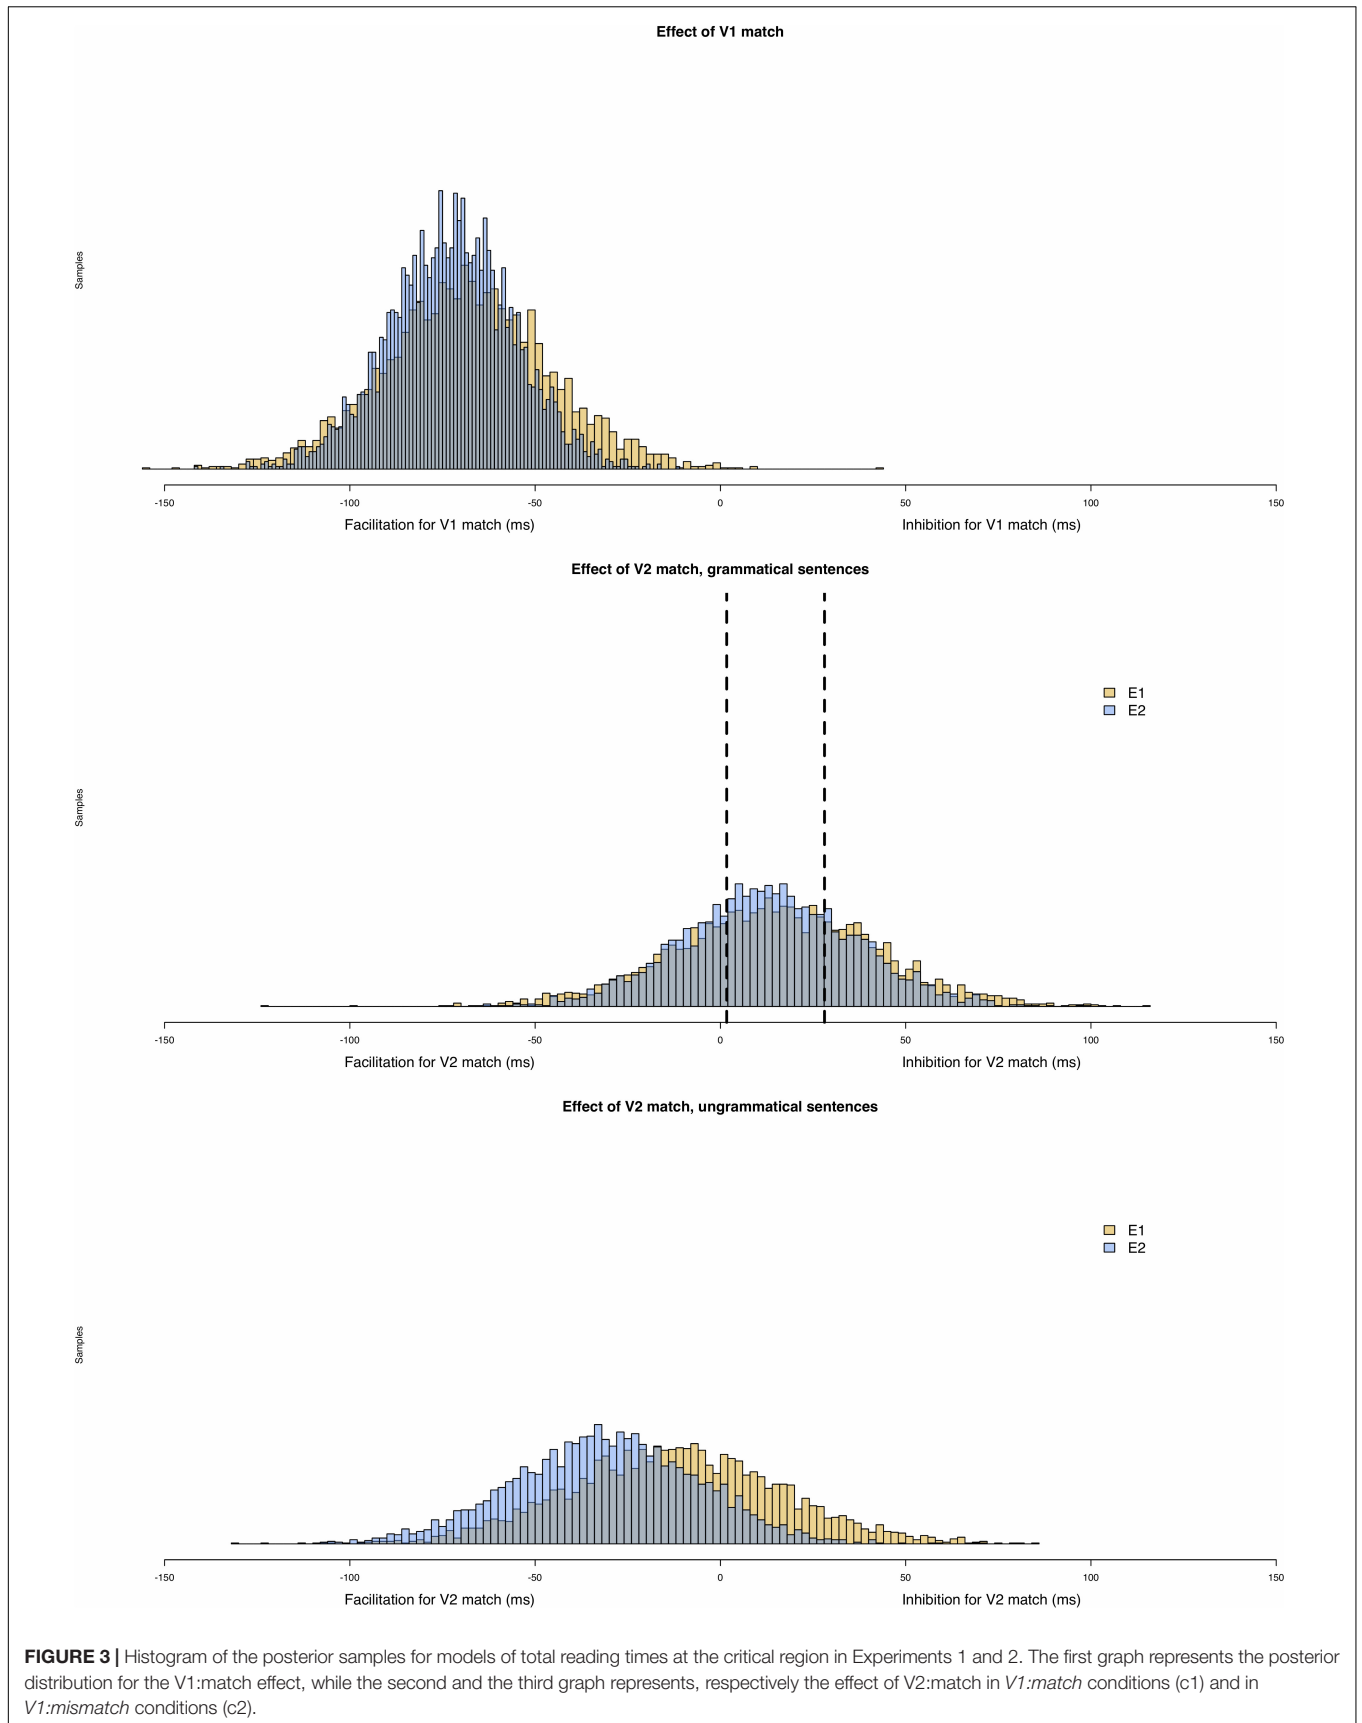 Effect of V1 match
Samples
-150 -100 -50 0 50 100 150
Facilitation for V1 match (ms) Inhibition for V1 match (ms)
Effect of V2 match, grammatical sentences
E1
E2
Samples
-150 -100 -50 0 50 100 150
Facilitation for V2 match (ms) Inhibition for V2 match (ms)
Effect of V2 match, ungrammatical sentences
E1
E2
Samples
-150 -100 -50 0 50 100 150
Facilitation for V2 match (ms) Inhibition for V2 match (ms)
FIGURE 3 | Histogram of the posterior samples for models of total reading times at the critical region in Experiments 1 and 2. The first graph represents the posterior
distribution for the V1:match effect, while the second and the third graph represents, respectively the effect of V2:match in V1:match conditions (c1) and in
V1:mismatch conditions (c2).